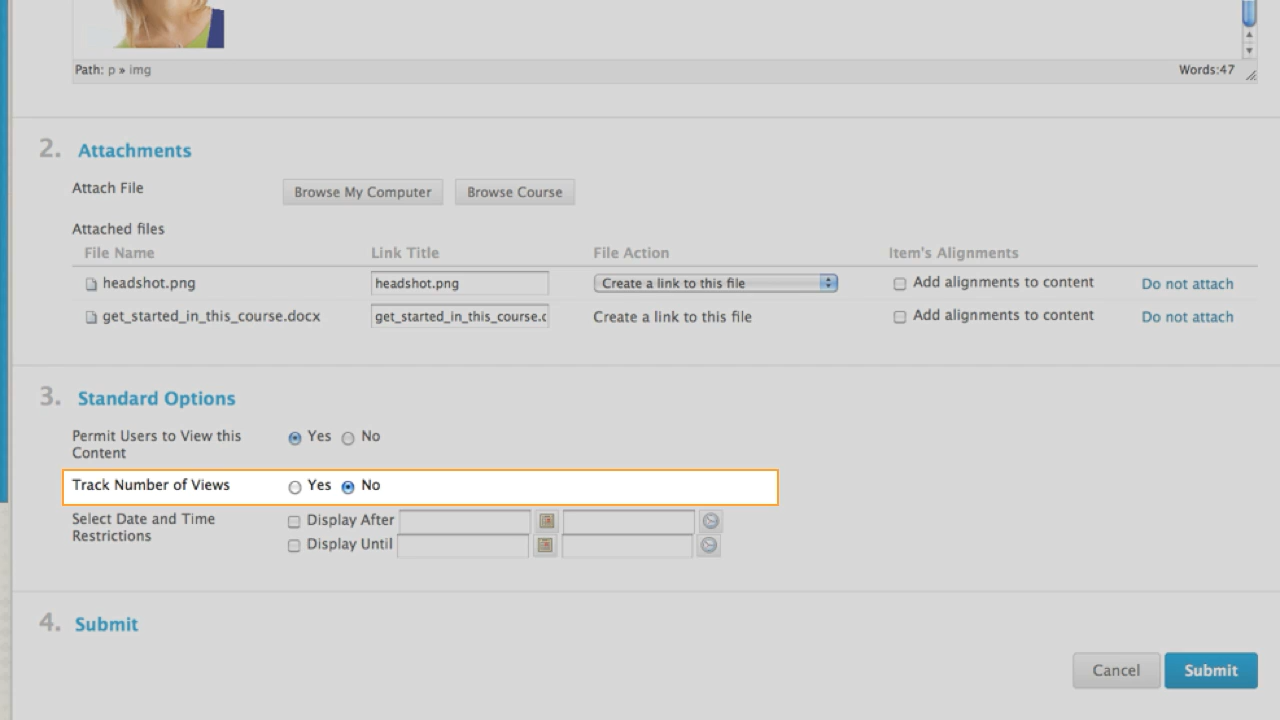 Path: p » img
Words:47
2. Attachments
Attach File
Browse My Computer
Browse Course
Attached files
File Name
Link Title
File Action
Item's Alignments
headshot.png
headshot.png
Create a link to this file
Add alignments to content
Do not attach
get_started_in_this_course.docx
get_started_in_this_course.c
Create a link to this file
Add alignments to content
Do not attach
3. Standard Options
Permit Users to View this
Content
Yes
No
Track Number of Views
Yes
No
Select Date and Time
Restrictions
Display After
Display Until
4. Submit
Cancel
Submit